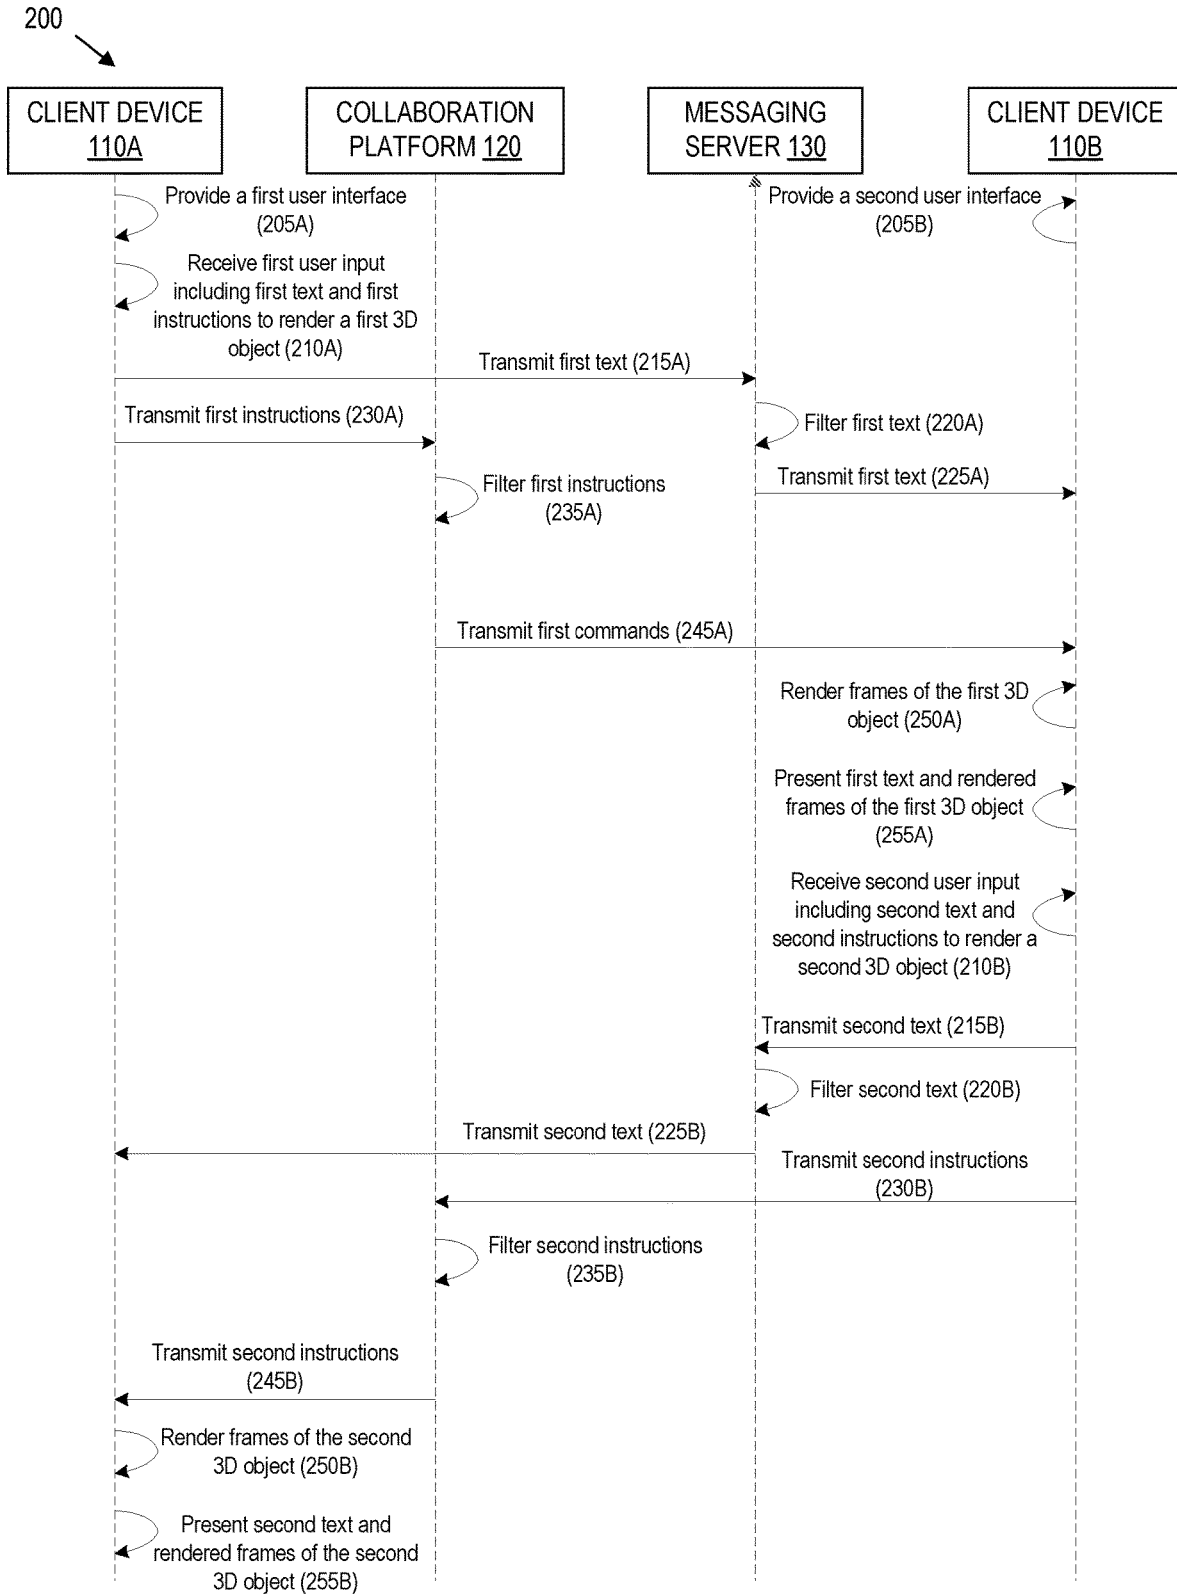 200
CLIENT DEVICE
110A
COLLABORATION
PLATFORM 120
MESSAGING
SERVER 130
CLIENT DEVICE
110B
Provide a first user interface
(205A)
Provide a second user interface
(205B)
Receive first user input
including first text and first
instructions to render a first 3D
object (210A)
Transmit first text (215A)
Transmit first instructions (230A)
Filter first text (220A)
Filter first instructions
(235A)
Transmit first text (225A)
Transmit first commands (245A)
Render frames of the first 3D
object (250A)
Present first text and rendered
frames of the first 3D object
(255A)
Receive second user input
including second text and
second instructions to render a
second 3D object (210B)
Transmit second text (215B)
Filter second text (220B)
Transmit second text (225B)
Transmit second instructions
(230B)
Filter second instructions
(235B)
Transmit second instructions
(245B)
Render frames of the second
3D object (250B)
Present second text and
rendered frames of the second
3D object (255B)